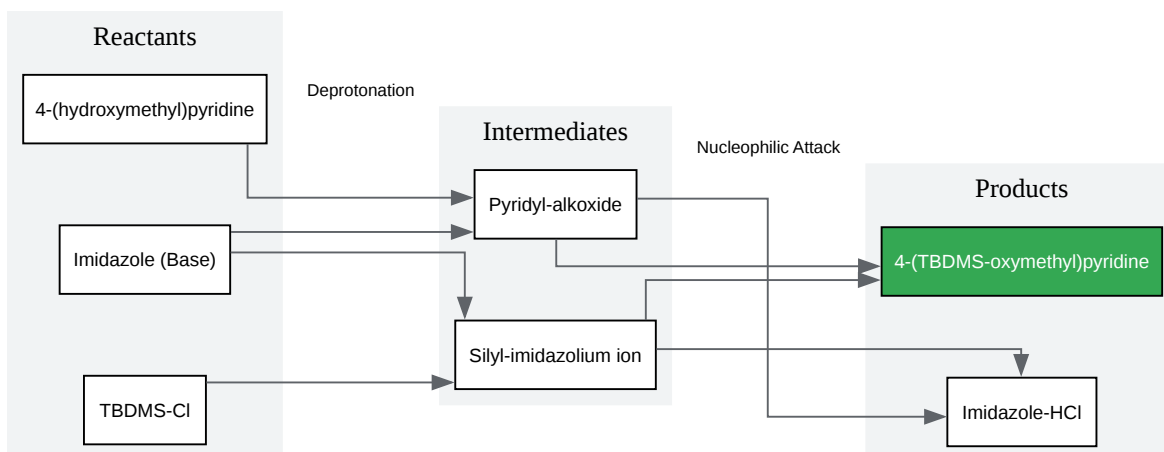 Reactants
4-(hydroxymethyl)pyridine
Imidazole (Base)
TBDMS-Cl
Deprotonation
Intermediates
Pyridyl-alkoxide
Silyl-imidazolium ion
Nucleophilic Attack
Products
4-(TBDMS-oxymethyl)pyridine
Imidazole-HCl